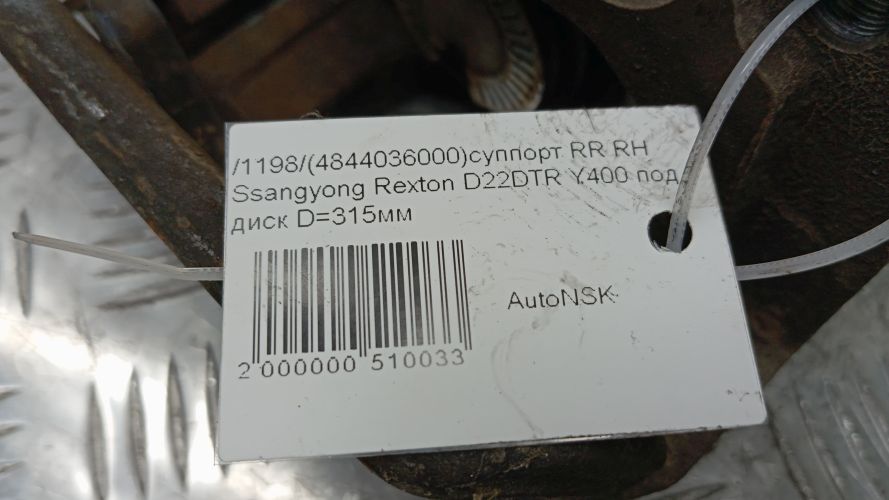 /1198/(4844036000)суппорт RR RH
Ssangyong Rexton D22DTR Y400 под
диск D=315мм
AutoNSK
2 000000 510033